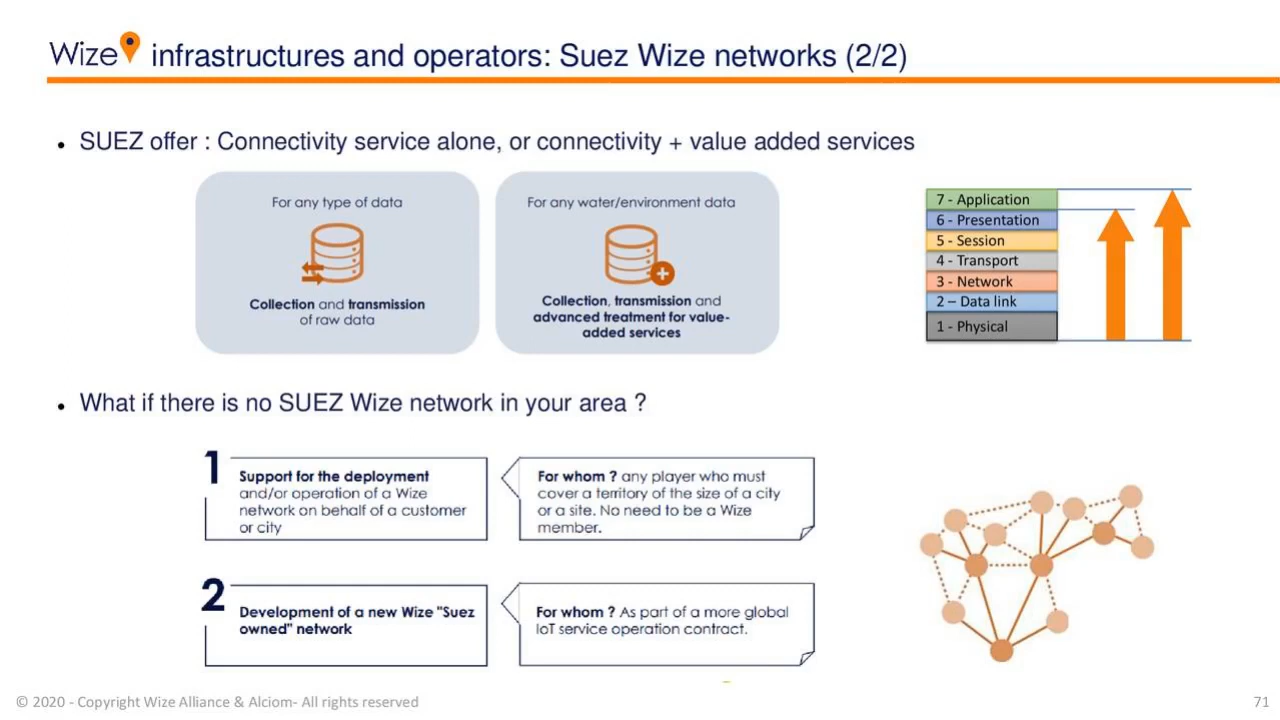 Wize infrastructures and operators: Suez Wize networks (2/2)
• SUEZ offer : Connectivity service alone, or connectivity + value added services
For any type of data
Collection and transmission
of raw data
For any water/environment data
Collection, transmission and
advanced treatment for value-
added services
7 - Application
6 - Presentation
5 - Session
4 - Transport
3 - Network
2 – Data link
1 - Physical
• What if there is no SUEZ Wize network in your area ?
1
Support for the deployment
and/or operation of a Wize
network on behalf of a customer
or city
For whom ? any player who must
cover a territory of the size of a city
or a site. No need to be a Wize
member.
2
Development of a new Wize "Suez
owned" network
For whom ? As part of a more global
IoT service operation contract.
© 2020 - Copyright Wize Alliance & Alciom- All rights reserved
71